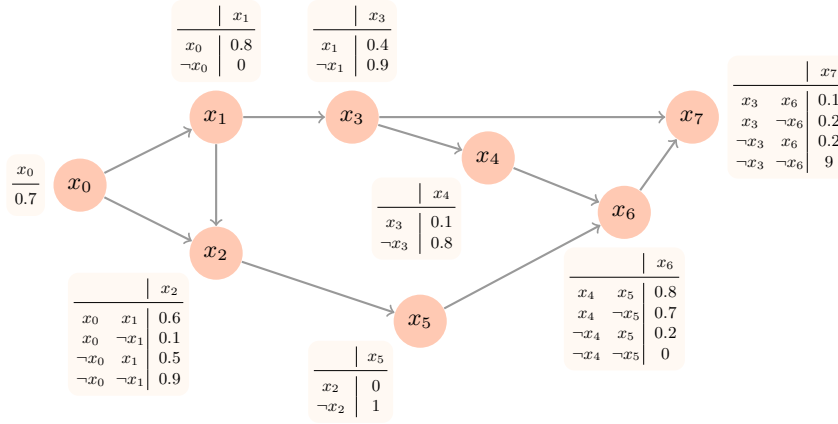 x₁
x₀ 0.8
¬x₀ 0
x₃
x₁ 0.4
¬x₁ 0.9
x₇
x₃ x₆ 0.1
x₃ ¬x₆ 0.2
¬x₃ x₆ 0.2
¬x₃ ¬x₆ 9
x₁
x₃
x₇
x₄
x₀
0.7
x₀
x₄
x₃ 0.1
¬x₃ 0.8
x₆
x₂
x₂
x₀ x₁ 0.6
x₀ ¬x₁ 0.1
¬x₀ x₁ 0.5
¬x₀ ¬x₁ 0.9
x₆
x₄ x₅ 0.8
x₄ ¬x₅ 0.7
¬x₄ x₅ 0.2
¬x₄ ¬x₅ 0
x₅
x₅
x₂ 0
¬x₂ 1